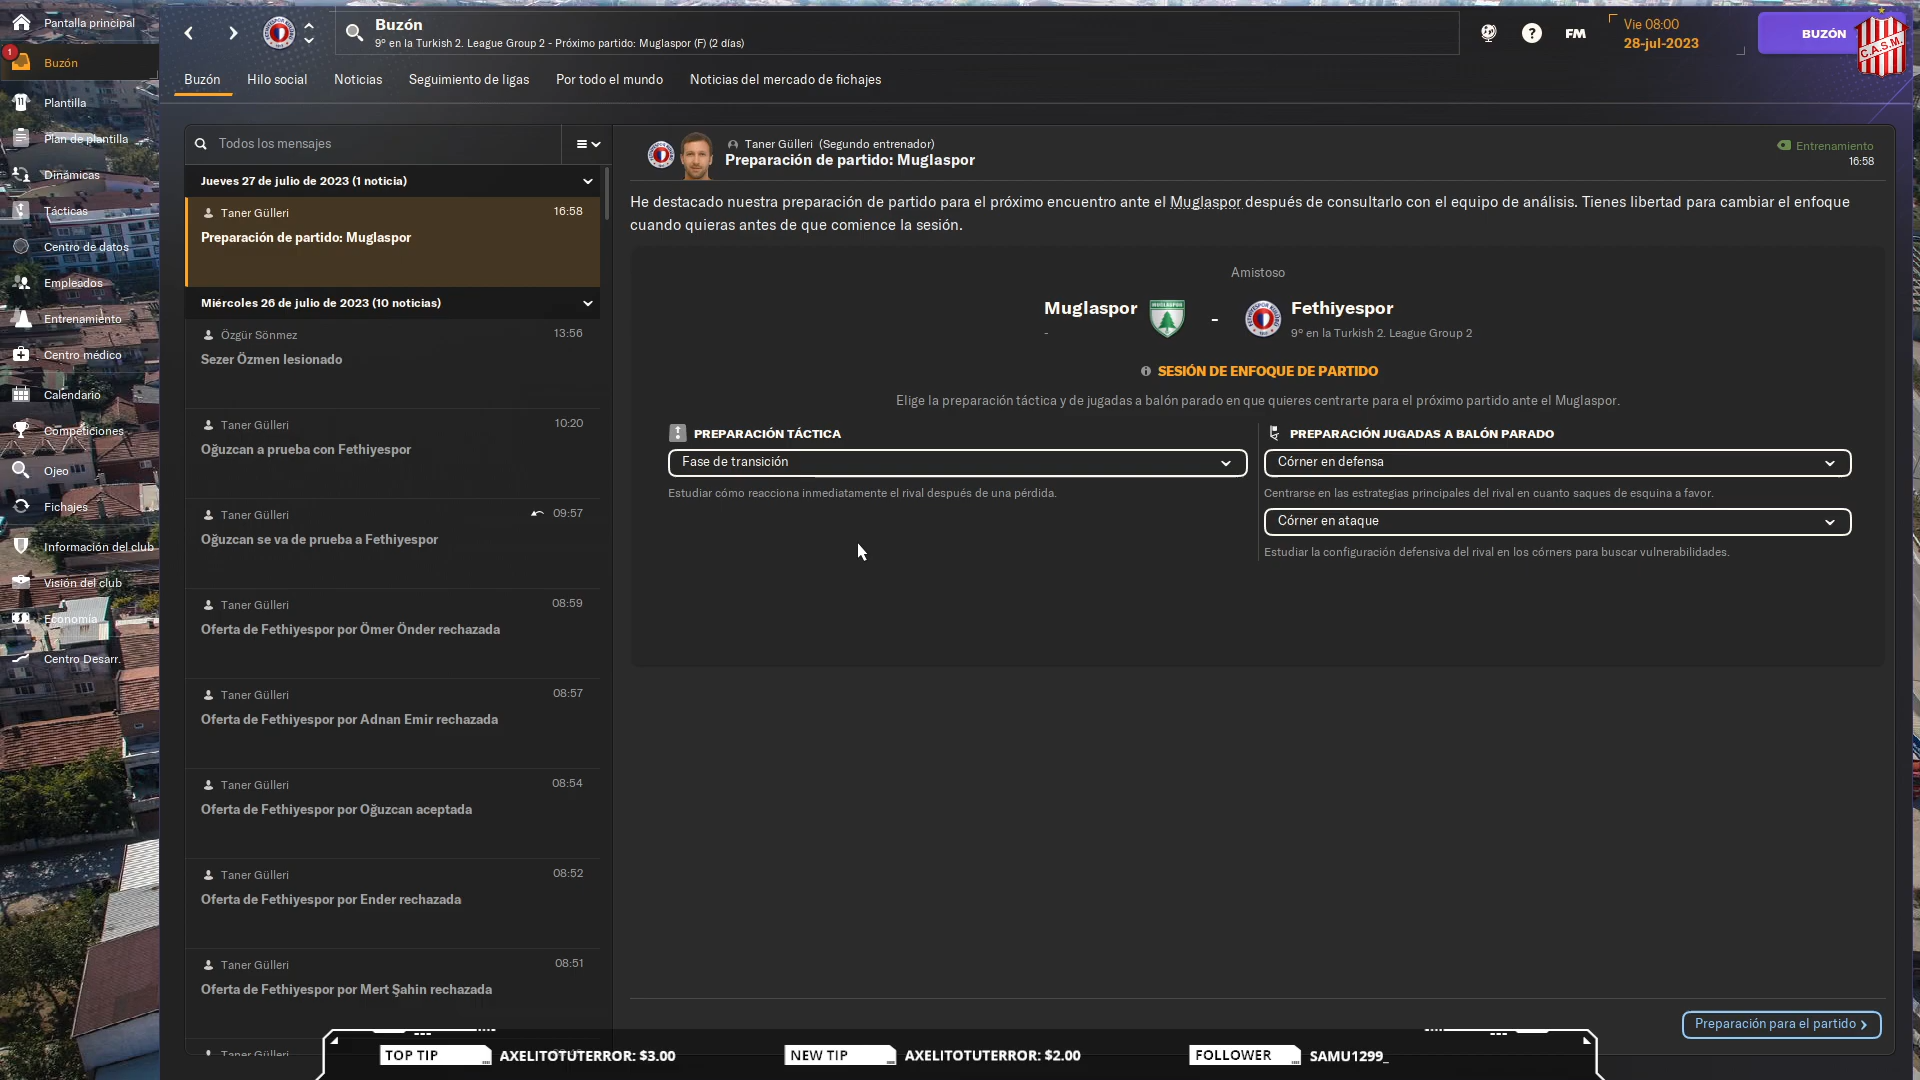 Pantalla principal
1
Buzón
Plantilla
Plan de plantilla
Dinámicas
Tácticas
Centro de datos
Empleados
Entrenamiento
Centro médico
Calendario
Competiciones
Ojeo
Fichajes
Información del club
Visión del club
Economía
Centro Desarr.
Buzón
9º en la Turkish 2. League Group 2 - Próximo partido: Muglaspor (F) (2 días)
FM
Vie 08:00
28-jul-2023
BUZÓN
C.A.S.M.
Buzón
Hilo social
Noticias
Seguimiento de ligas
Por todo el mundo
Noticias del mercado de fichajes
Todos los mensajes
Jueves 27 de julio de 2023 (1 noticia)
Taner Gülleri 16:58
Preparación de partido: Muglaspor
Miércoles 26 de julio de 2023 (10 noticias)
Özgür Sönmez 13:56
Sezer Özmen lesionado
Taner Gülleri 10:20
Oğuzcan a prueba con Fethiyespor
Taner Gülleri 09:57
Oğuzcan se va de prueba a Fethiyespor
Taner Gülleri 08:59
Oferta de Fethiyespor por Ömer Önder rechazada
Taner Gülleri 08:57
Oferta de Fethiyespor por Adnan Emir rechazada
Taner Gülleri 08:54
Oferta de Fethiyespor por Oğuzcan aceptada
Taner Gülleri 08:52
Oferta de Fethiyespor por Ender rechazada
Taner Gülleri 08:51
Oferta de Fethiyespor por Mert Şahin rechazada
Taner Gülleri
Taner Gülleri (Segundo entrenador)
Preparación de partido: Muglaspor
Entrenamiento
16:58
He destacado nuestra preparación de partido para el próximo encuentro ante el Muglaspor después de consultarlo con el equipo de análisis. Tienes libertad para cambiar el enfoque
cuando quieras antes de que comience la sesión.
Amistoso
Muglaspor - Fethiyespor
- 9º en la Turkish 2. League Group 2
SESIÓN DE ENFOQUE DE PARTIDO
Elige la preparación táctica y de jugadas a balón parado en que quieres centrarte para el próximo partido ante el Muglaspor.
PREPARACIÓN TÁCTICA
Fase de transición
Estudiar cómo reacciona inmediatamente el rival después de una pérdida.
PREPARACIÓN JUGADAS A BALÓN PARADO
Córner en defensa
Centrarse en las estrategias principales del rival en cuanto saques de esquina a favor.
Córner en ataque
Estudiar la configuración defensiva del rival en los córners para buscar vulnerabilidades.
Preparación para el partido
TOP TIP AXELITOTUTERROR: $3.00
NEW TIP AXELITOTUTERROR: $2.00
FOLLOWER SAMU1299_